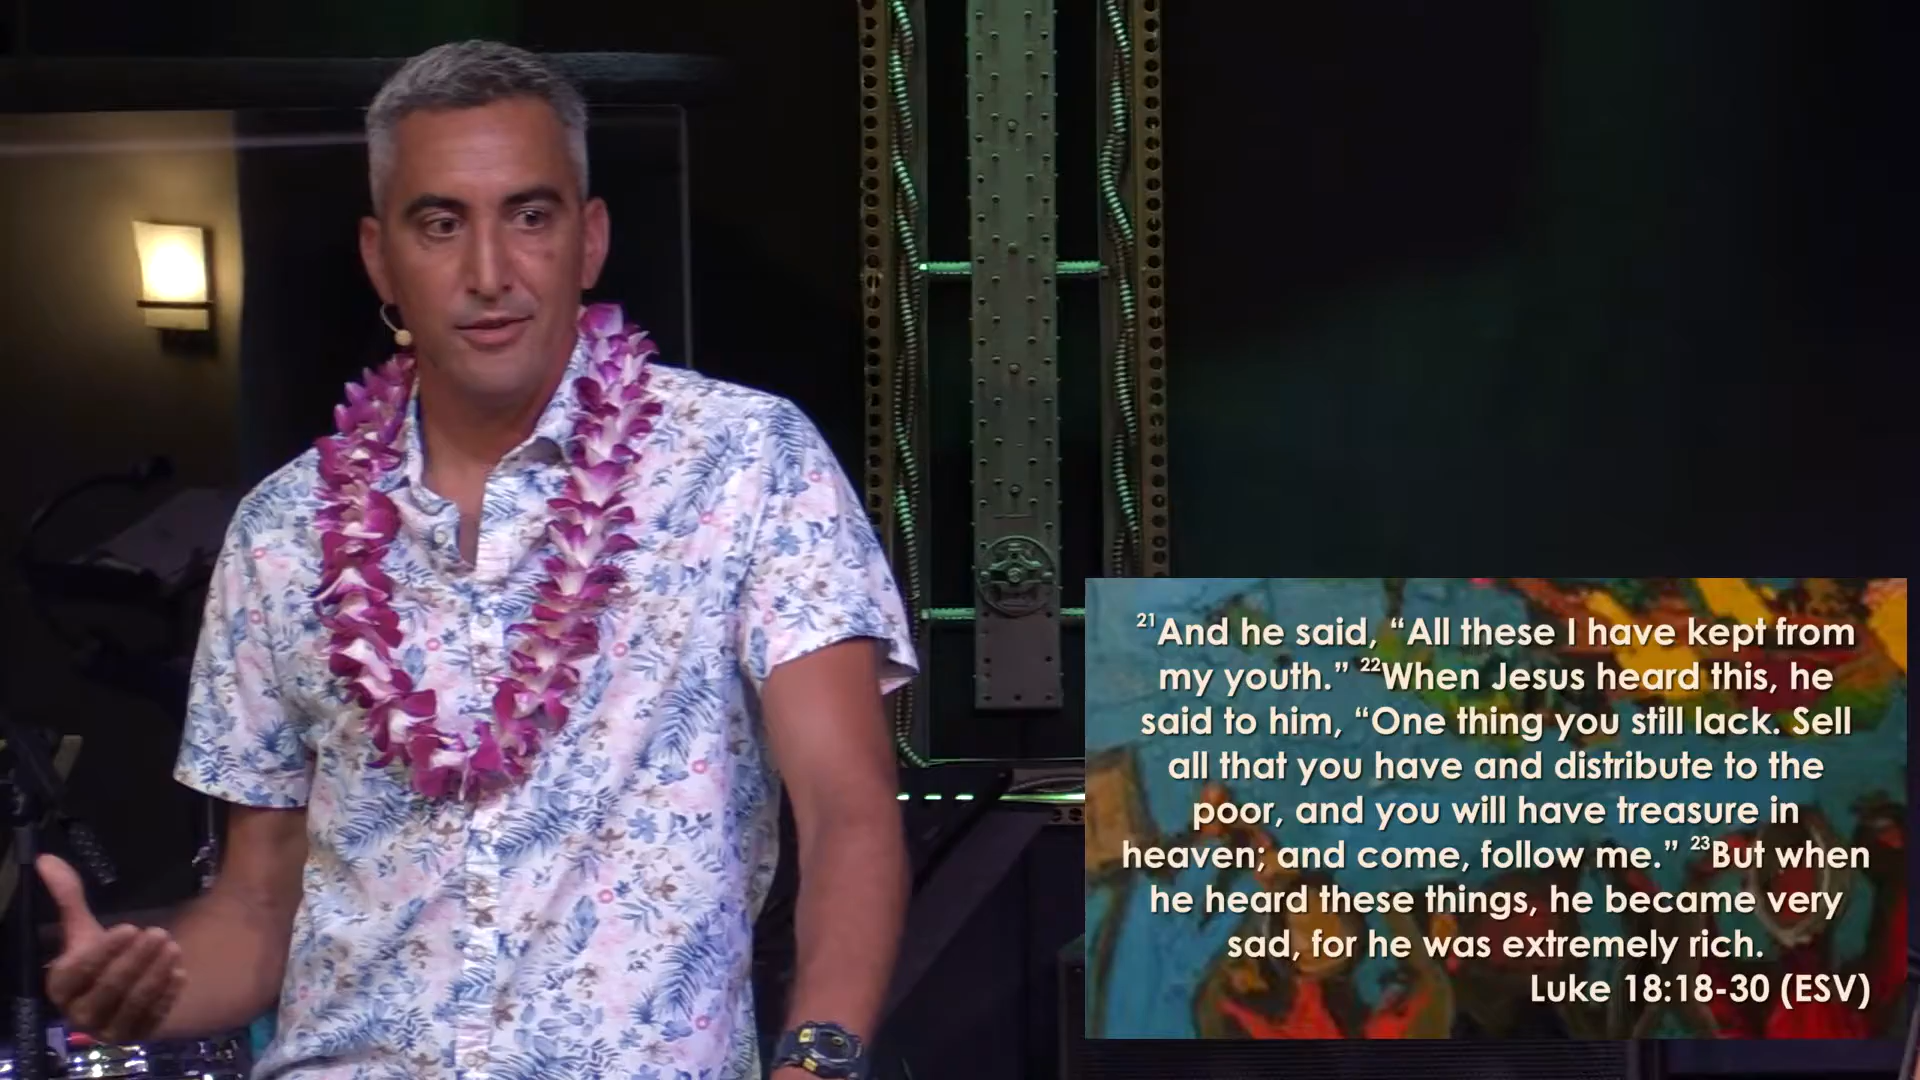 ²¹And he said, “All these I have kept from
my youth.” ²²When Jesus heard this, he
said to him, “One thing you still lack. Sell
all that you have and distribute to the
poor, and you will have treasure in
heaven; and come, follow me.” ²³But when
he heard these things, he became very
sad, for he was extremely rich.
Luke 18:18-30 (ESV)